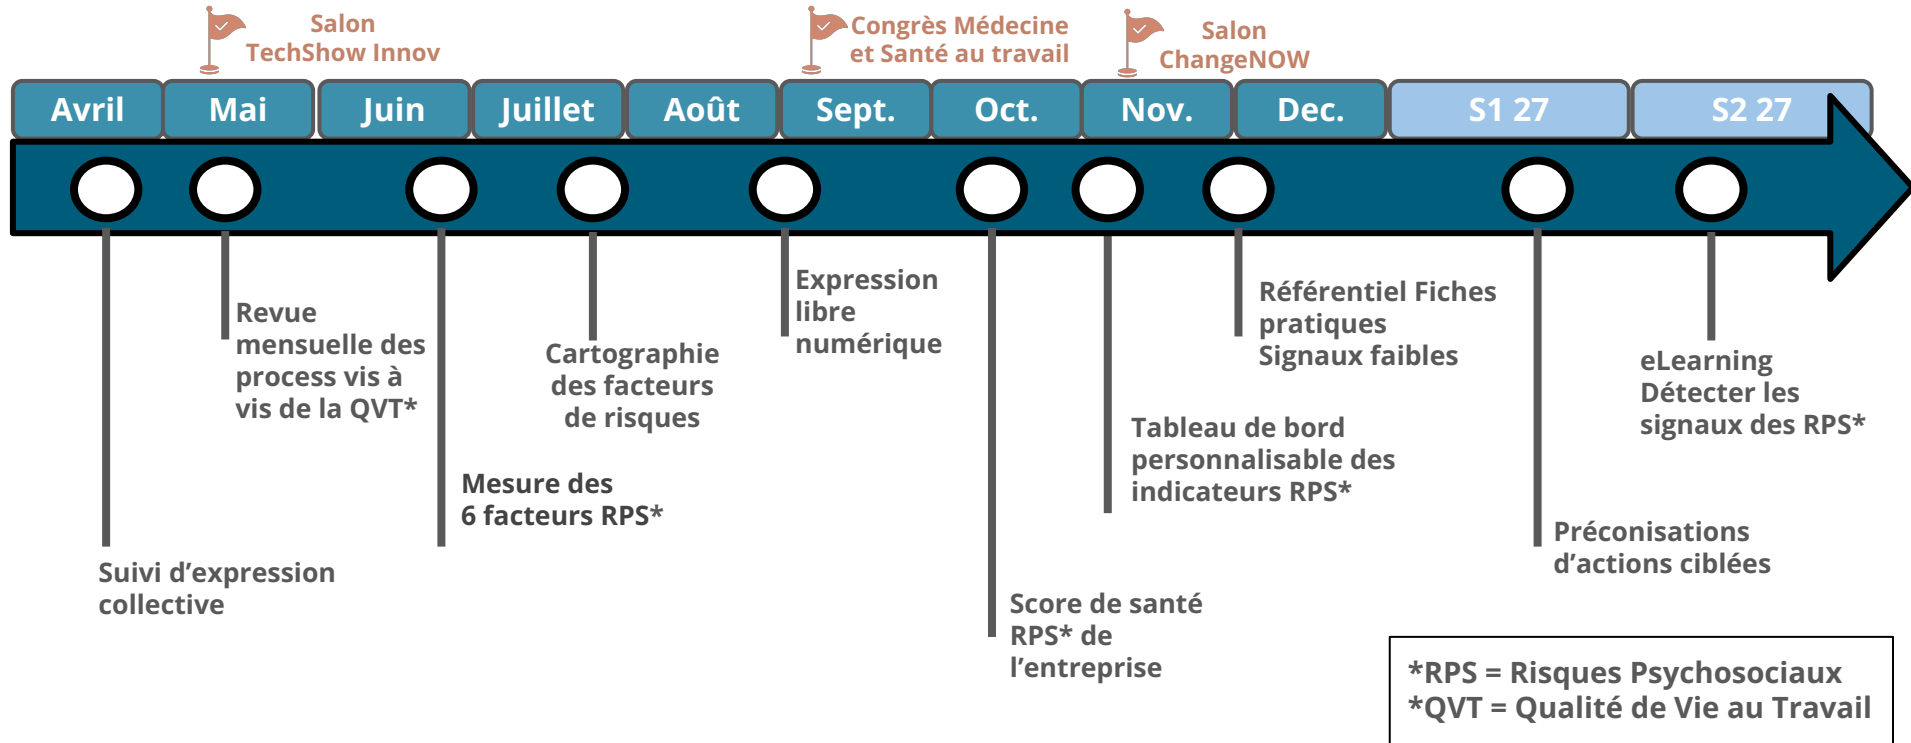 Salon
TechShow Innov
Congrès Médecine
et Santé au travail
Salon
ChangeNOW
Avril
Mai
Juin
Juillet
Août
Sept.
Oct.
Nov.
Dec.
S1 27
S2 27
Suivi d’expression
collective
Revue
mensuelle des
process vis à
vis de la QVT*
Mesure des
6 facteurs RPS*
Cartographie
des facteurs
de risques
Expression
libre
numérique
Score de santé
RPS* de
l’entreprise
Tableau de bord
personnalisable des
indicateurs RPS*
Référentiel Fiches
pratiques
Signaux faibles
Préconisations
d’actions ciblées
eLearning
Détecter les
signaux des RPS*
*RPS = Risques Psychosociaux
*QVT = Qualité de Vie au Travail